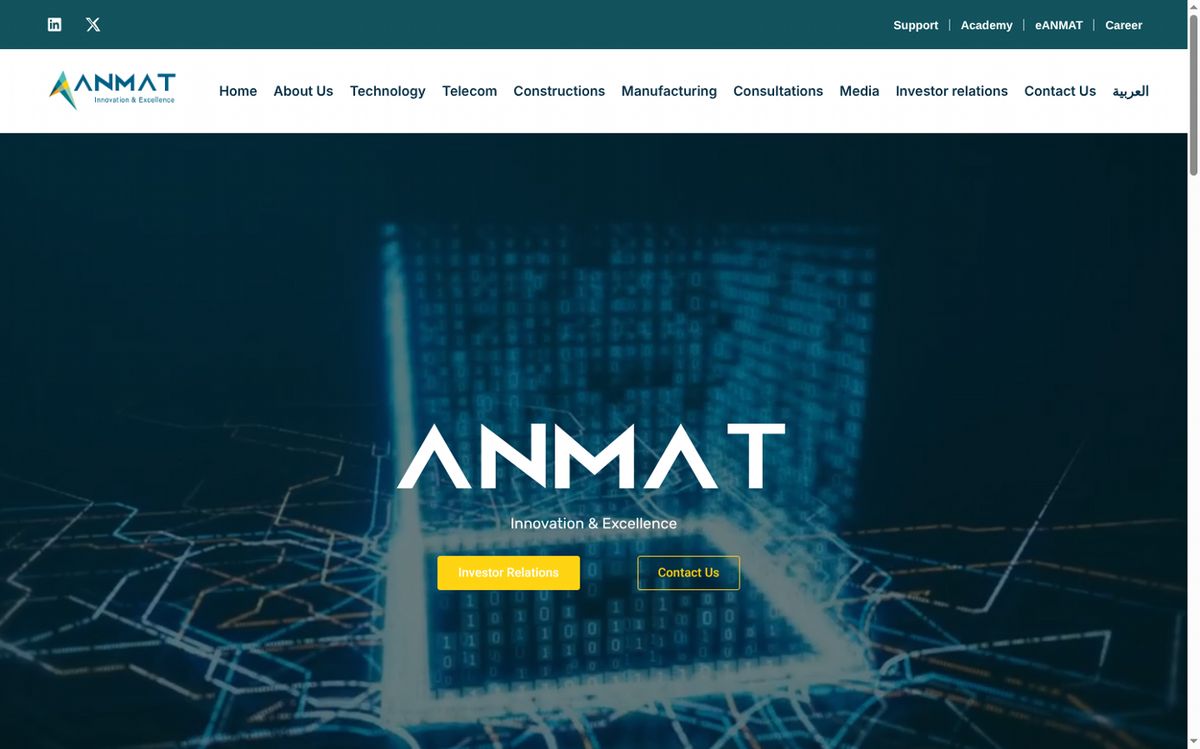 Support | Academy | eANMAT | Career
ANMAT
Innovation & Excellence
Home About Us Technology Telecom Constructions Manufacturing Consultations Media Investor relations Contact Us العربية
ANMAT
Innovation & Excellence
Investor Relations Contact Us